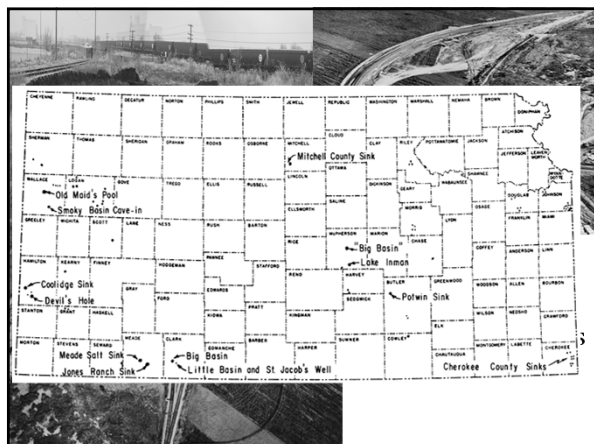 CHEYENNE RAWLINS DECATUR NORTON PHILLIPS SMITH JEWELL REPUBLIC WASHINGTON MARSHALL NEMAHA BROWN
DONIPHAN
ATCHISON
CLOUD
SHERMAN THOMAS SHERIDAN GRAHAM ROOKS OSBORNE MITCHELL CLAY RILEY POTTAWATOMIE JACKSON
JEFFERSON LEAVENWORTH
Mitchell County Sink
OTTAWA
LINCOLN
WYANDOTTE
SHAWNEE
WALLACE LOGAN GOVE TREGO ELLIS RUSSELL DICKINSON GEARY WABAUNSEE
Old Maid's Pool
SALINE
DOUGLAS JOHNSON
ELLSWORTH
MORRIS
OSAGE
Smoky Basin Cave-in
LYON
FRANKLIN MIAMI
GREELEY WICHITA SCOTT LANE NESS RUSH BARTON
McPHERSON MARION
CHASE
RICE
"Big Basin"
COFFEY ANDERSON LINN
PAWNEE
Lake Inman
HAMILTON KEARNY FINNEY HODGEMAN STAFFORD
RENO HARVEY
BUTLER GREENWOOD
Coolidge Sink
EDWARDS
WOODSON ALLEN BOURBON
GRAY
SEDGWICK
Potwin Sink
Devil's Hole
FORD
PRATT
STANTON GRANT HASKELL
KIOWA
KINGMAN
WILSON NEOSHO
CRAWFORD
ELK
MEADE CLARK
MORTON STEVENS SEWARD
COMANCHE BARBER HARPER SUMNER COWLEY
Meade Salt Sink
Big Basin
CHAUTAUQUA
MONTGOMERY LABETTE CHEROKEE
Jones Ranch Sink
Little Basin and St. Jacob's Well
Cherokee County Sinks